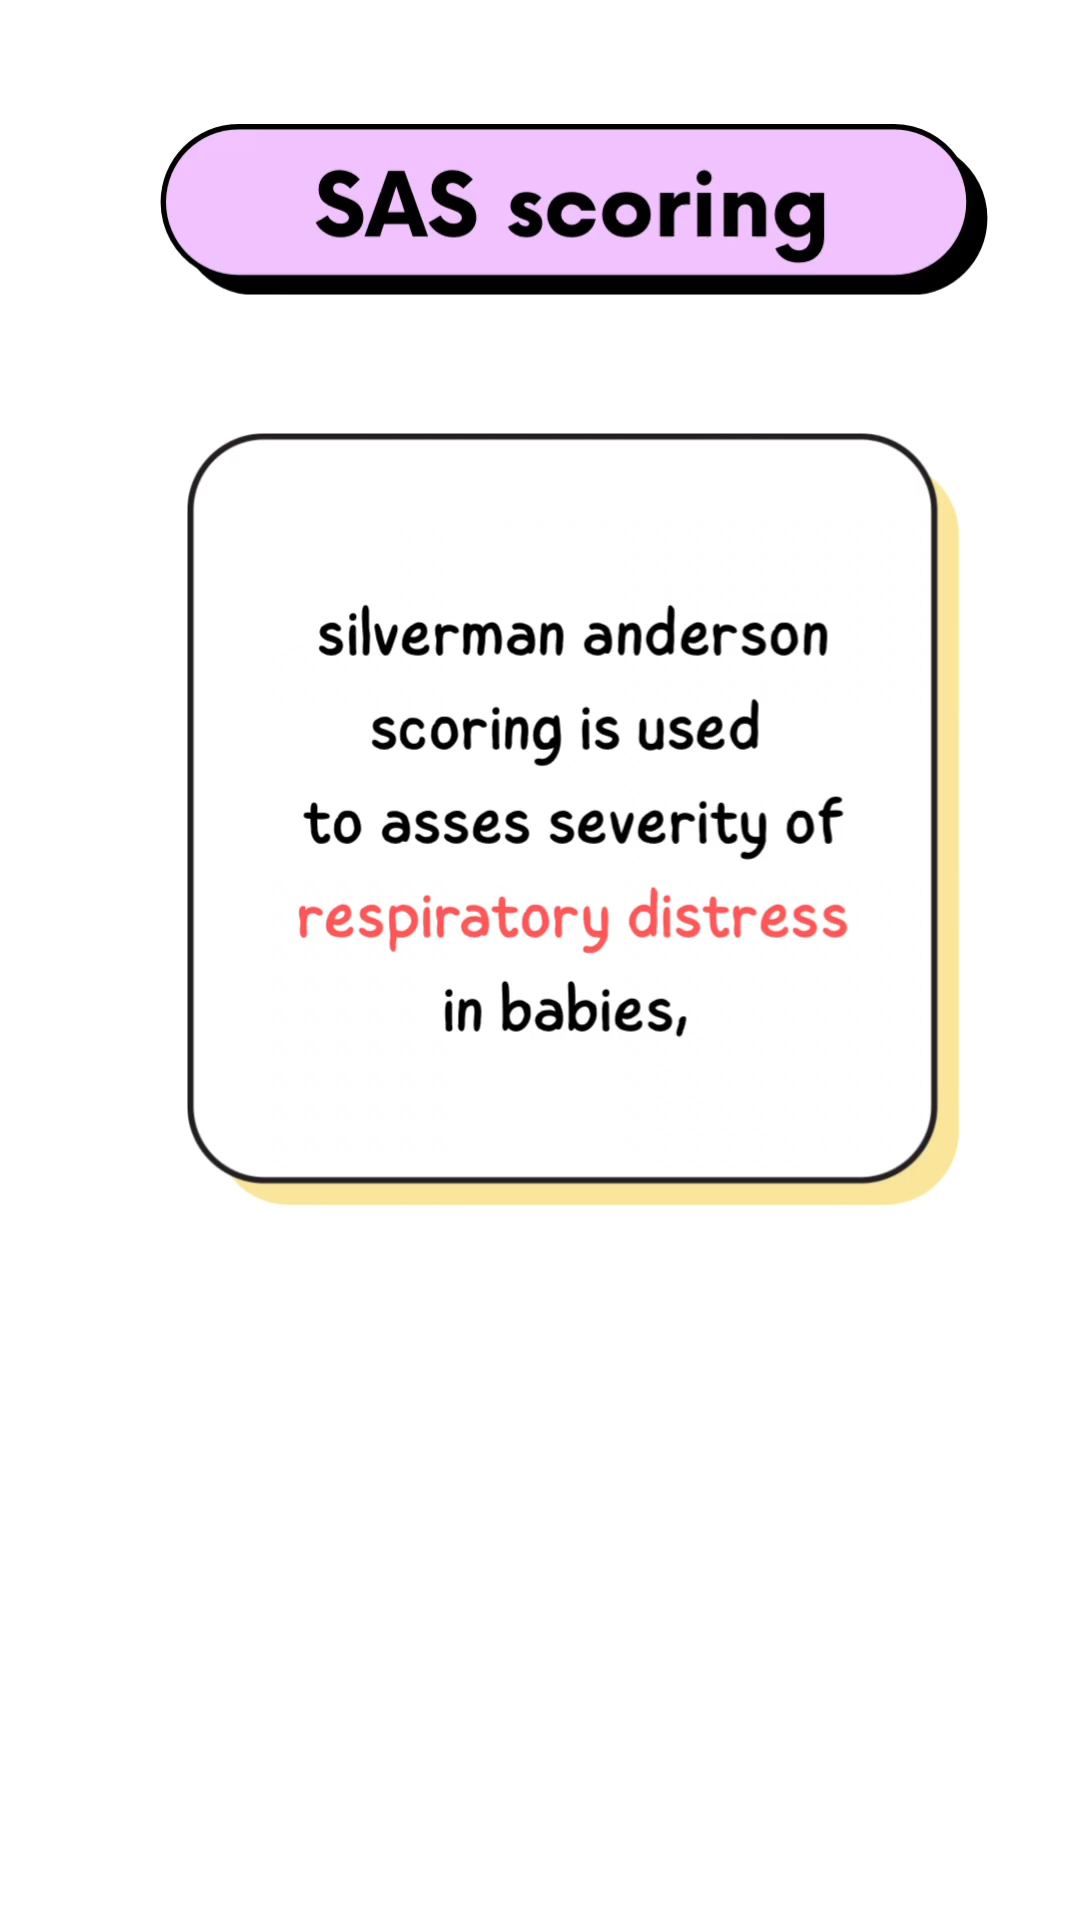 SAS scoring
silverman anderson
scoring is used
to asses severity of
respiratory distress
in babies,